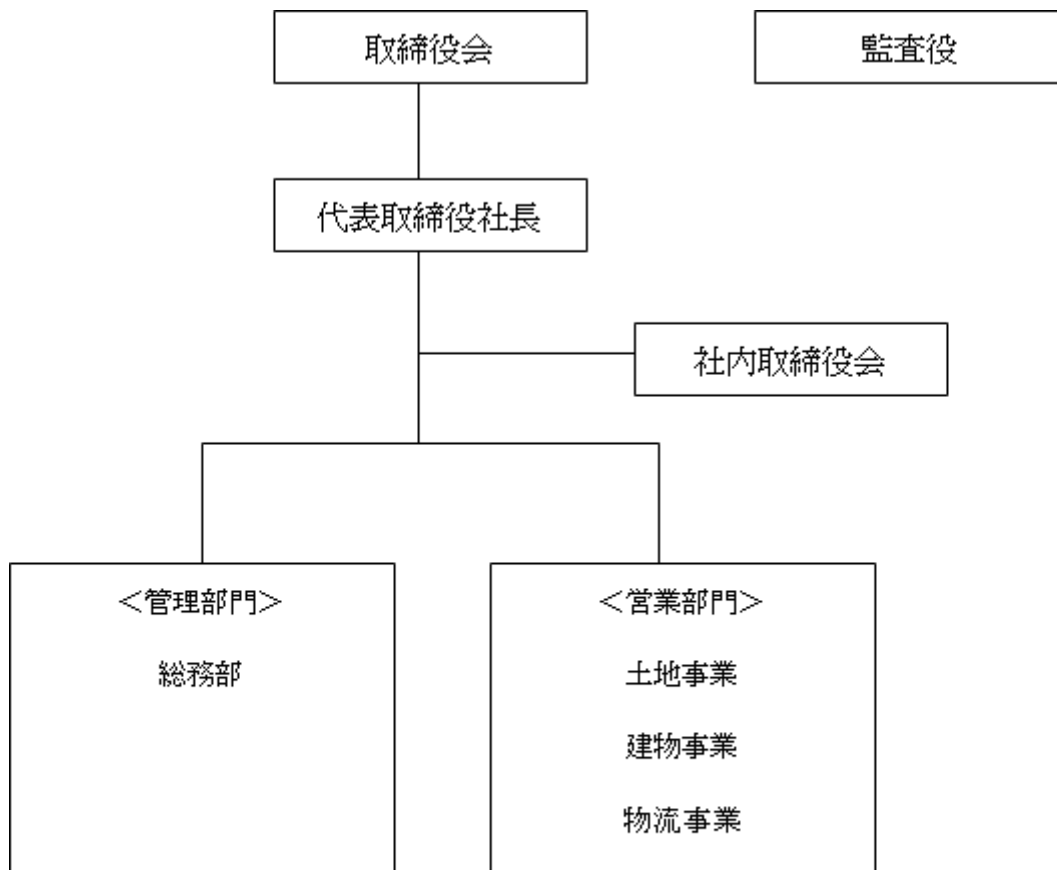 取締役会
監査役
代表取締役社長
社内取締役会
＜管理部門＞
総務部
＜営業部門＞
土地事業
建物事業
物流事業